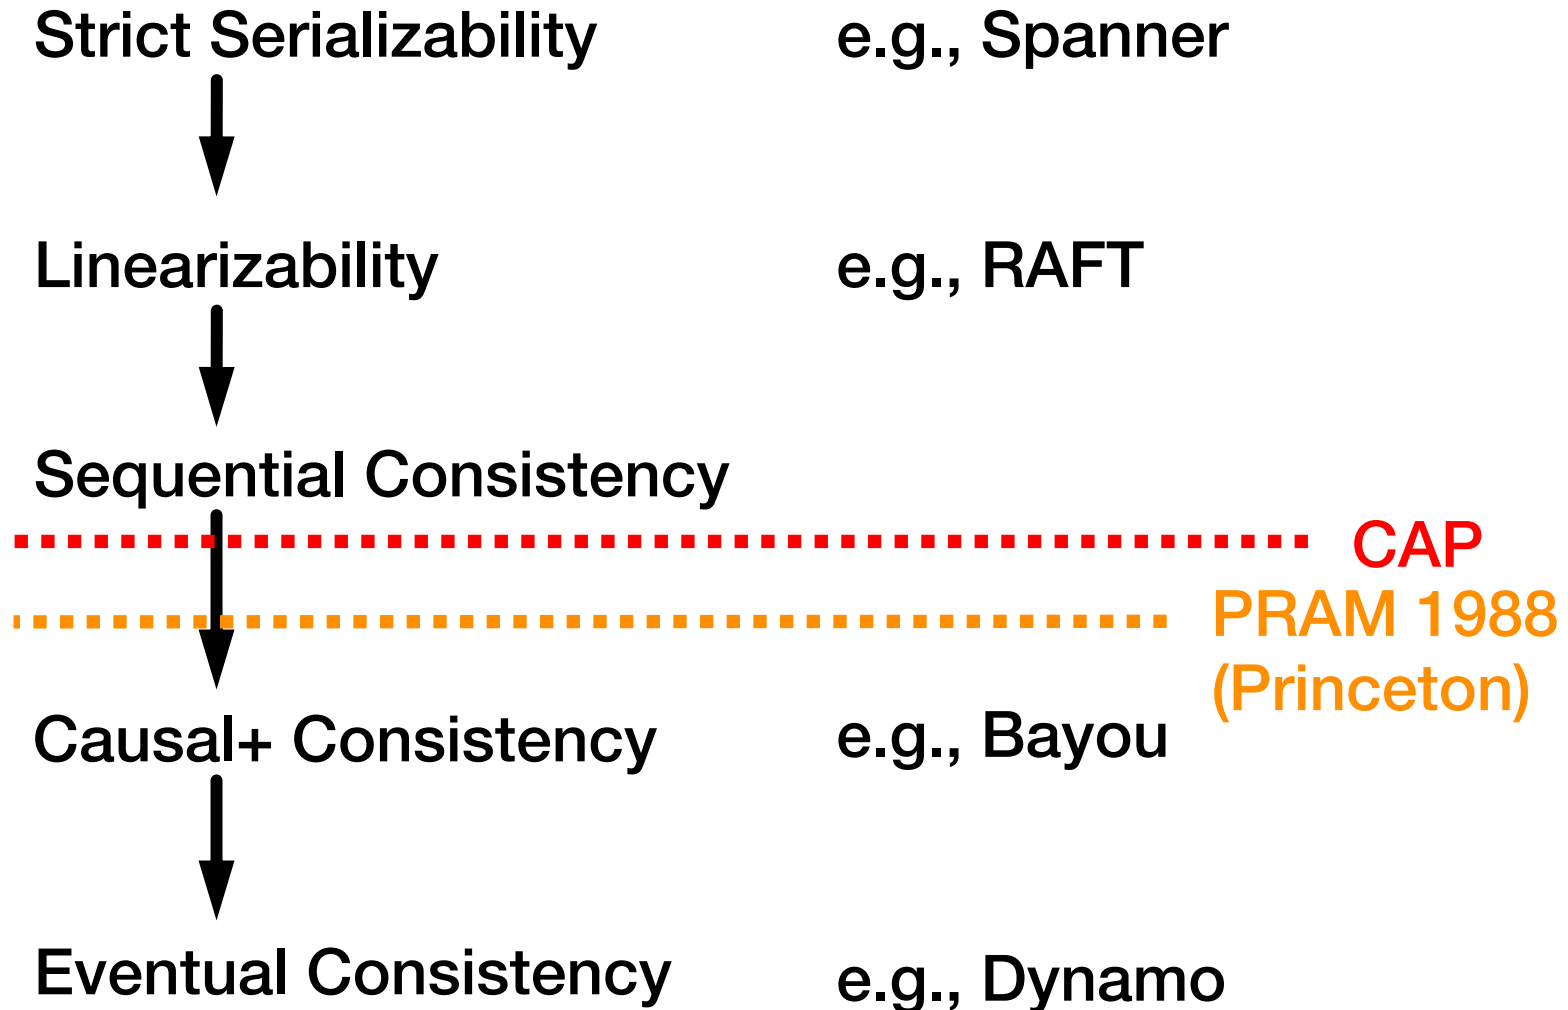 Strict Serializability e.g., Spanner
Linearizability e.g., RAFT
Sequential Consistency
CAP
PRAM 1988
(Princeton)
Causal+ Consistency e.g., Bayou
Eventual Consistency e.g., Dynamo